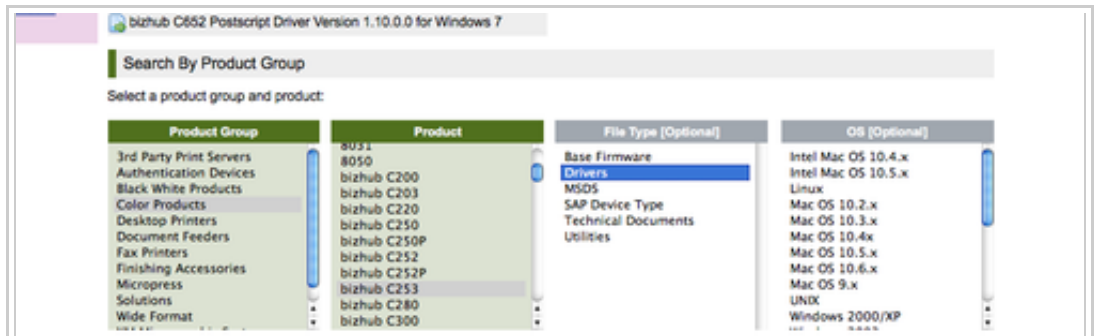 bizhub C652 Postscript Driver Version 1.10.0.0 for Windows 7
Search By Product Group
Select a product group and product:
Product Group
3rd Party Print Servers
Authentication Devices
Black White Products
Color Products
Desktop Printers
Document Feeders
Fax Printers
Finishing Accessories
Micropress
Solutions
Wide Format
Product
8031
8050
bizhub C200
bizhub C203
bizhub C220
bizhub C250
bizhub C250P
bizhub C252
bizhub C252P
bizhub C253
bizhub C280
bizhub C300
File Type [Optional]
Base Firmware
Drivers
MSDS
SAP Device Type
Technical Documents
Utilities
OS [Optional]
Intel Mac OS 10.4.x
Intel Mac OS 10.5.x
Linux
Mac OS 10.2.x
Mac OS 10.3.x
Mac OS 10.4x
Mac OS 10.5.x
Mac OS 10.6.x
Mac OS 9.x
UNIX
Windows 2000/XP